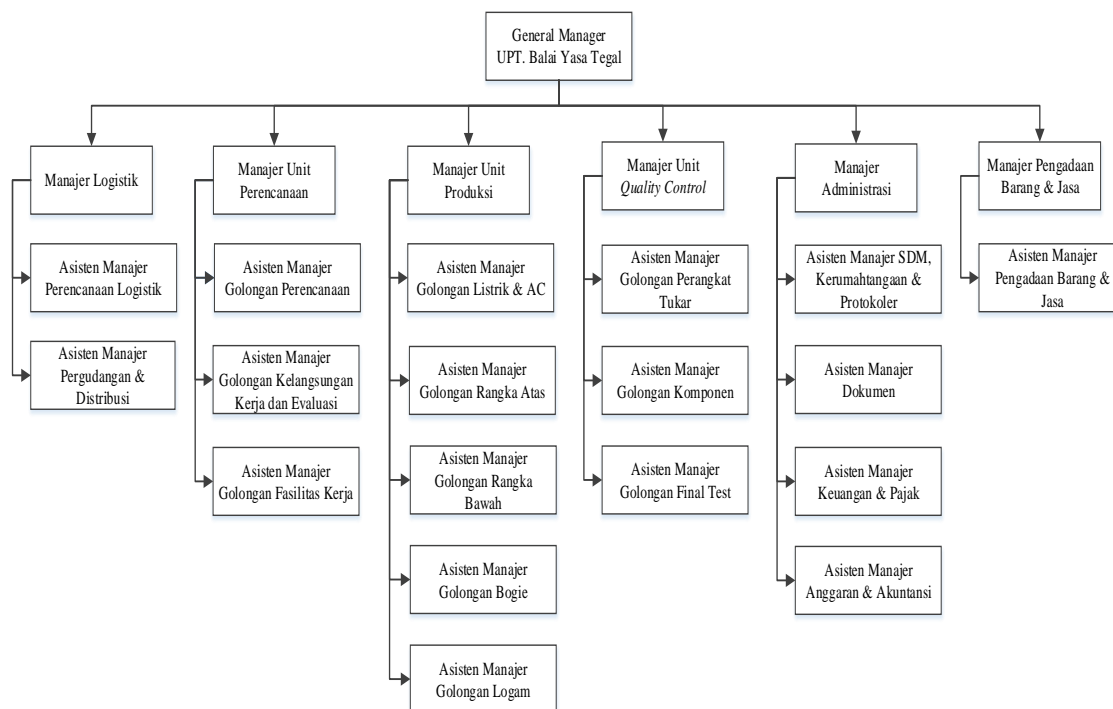 General Manager
UPT. Balai Yasa Tegal
Manajer Logistik
Asisten Manajer
Perencanaan Logistik
Asisten Manajer
Pergudangan &
Distribusi
Manajer Unit
Perencanaan
Asisten Manajer
Golongan Perencanaan
Asisten Manajer
Golongan Kelangsungan
Kerja dan Evaluasi
Asisten Manajer
Golongan Fasilitas Kerja
Manajer Unit
Produksi
Asisten Manajer
Golongan Listrik & AC
Asisten Manajer
Golongan Rangka Atas
Asisten Manajer
Golongan Rangka
Bawah
Asisten Manajer
Golongan Bogie
Asisten Manajer
Golongan Logam
Manajer Unit
Quality Control
Asisten Manajer
Golongan Perangkat
Tukar
Asisten Manajer
Golongan Komponen
Asisten Manajer
Golongan Final Test
Manajer
Administrasi
Asisten Manajer SDM,
Kerumahtangaan &
Protokoler
Asisten Manajer
Dokumen
Asisten Manajer
Keuangan & Pajak
Asisten Manajer
Anggaran & Akuntansi
Manajer Pengadaan
Barang & Jasa
Asisten Manajer
Pengadaan Barang &
Jasa